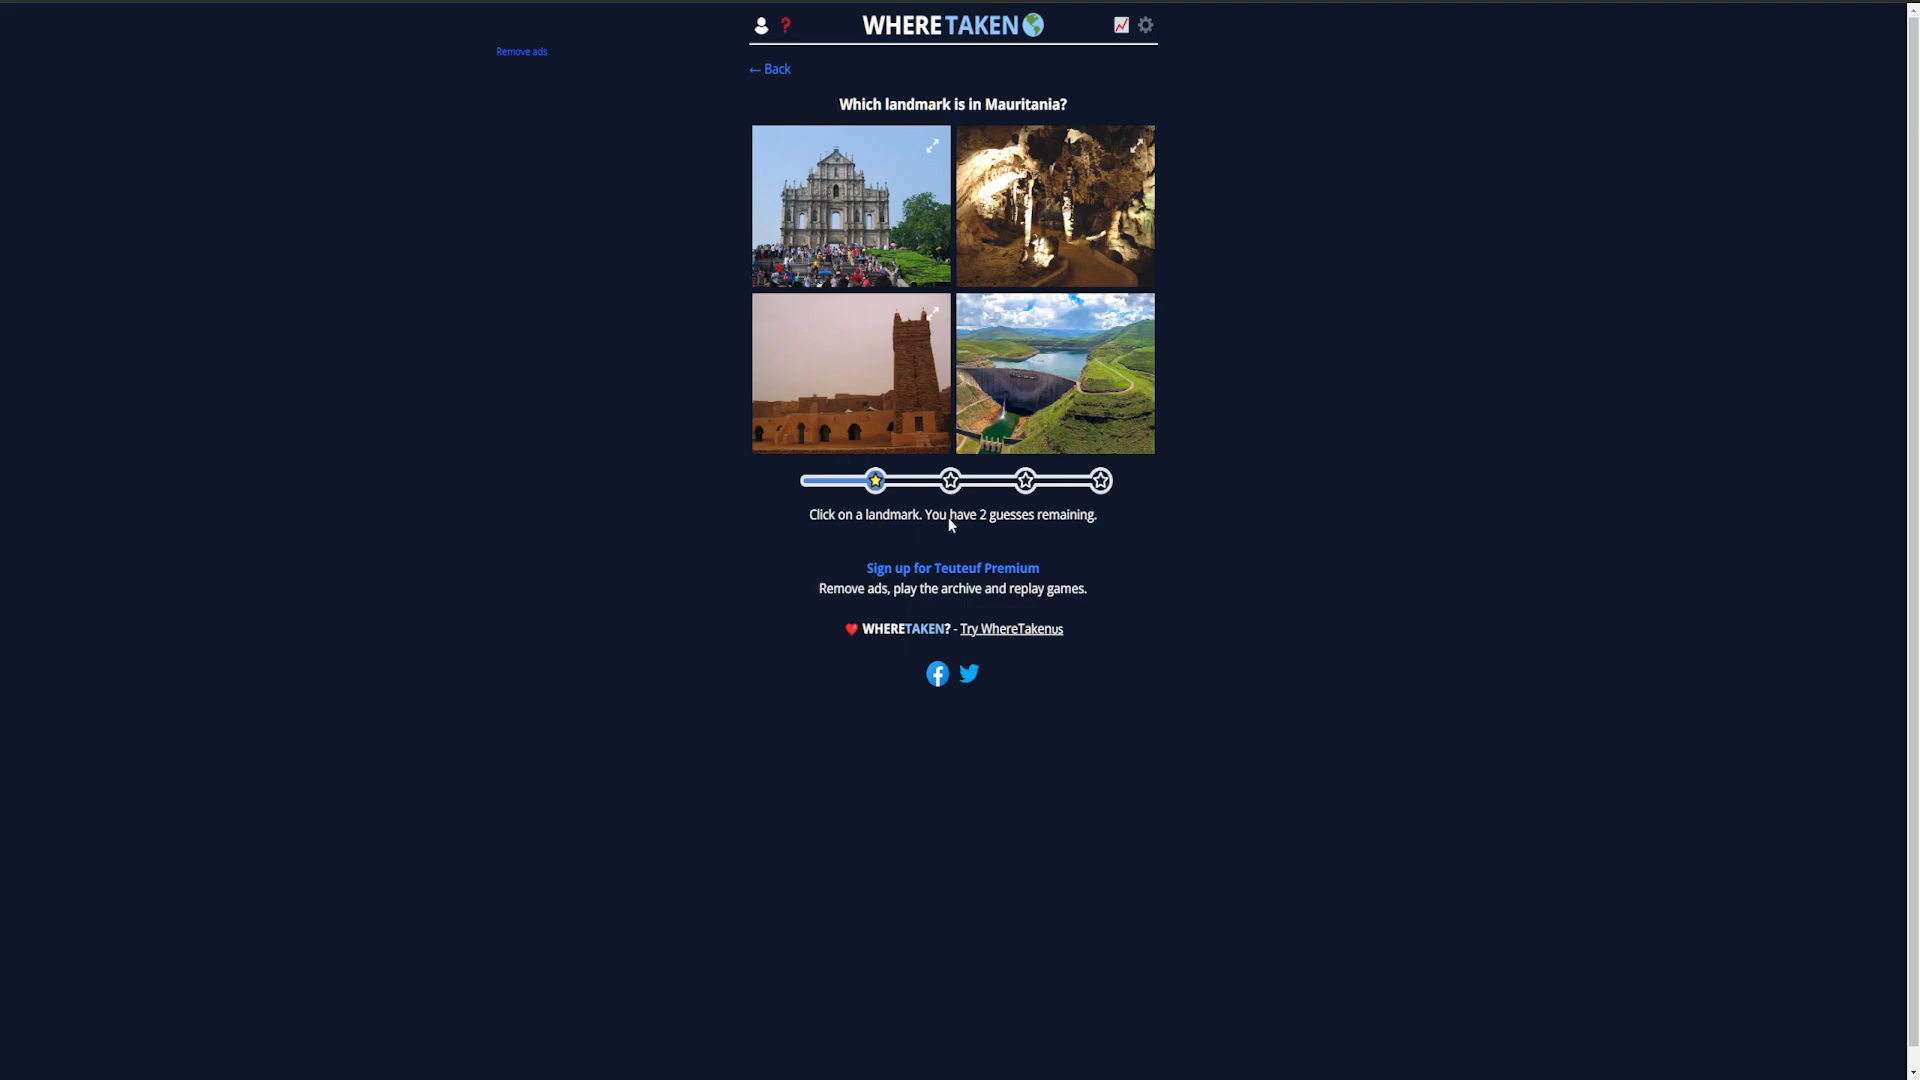 WHERETAKEN
Remove ads
← Back
Which landmark is in Mauritania?
Click on a landmark. You have 2 guesses remaining.
Sign up for Teuteuf Premium
Remove ads, play the archive and replay games.
❤️ WHERETAKEN? - Try WhereTakenus